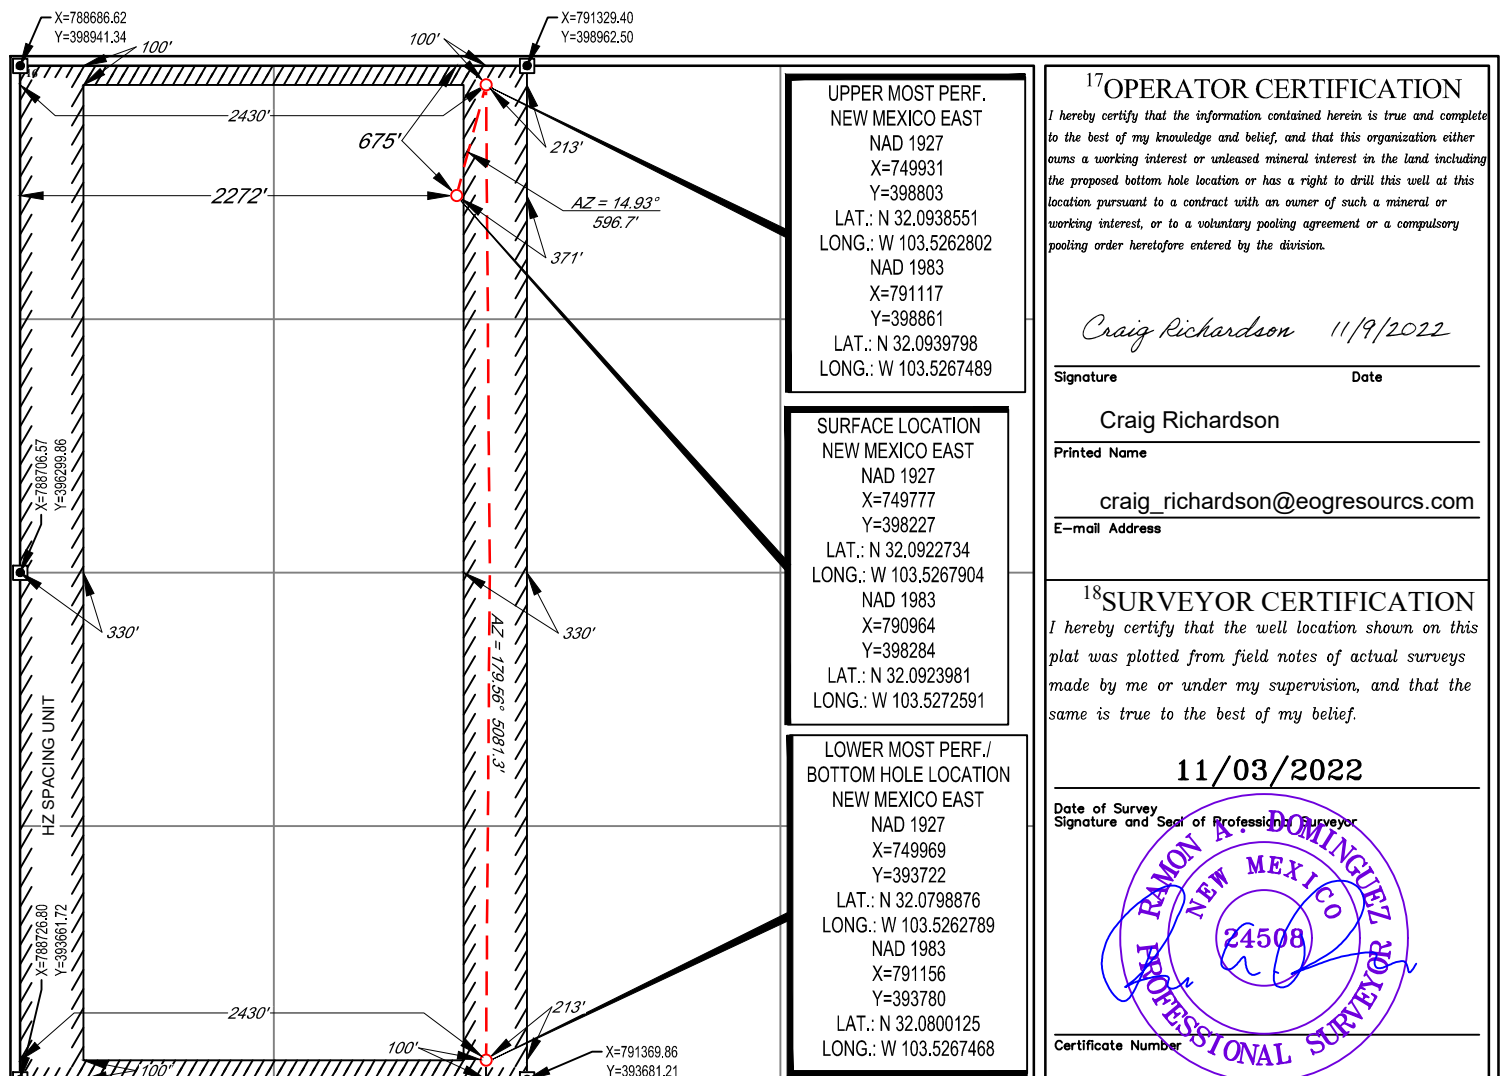 X=788686.62
Y=398941.34
100'
100'
X=791329.40
Y=398962.50
16
2430'
675'
213'
2272'
AZ = 14.93°
596.7'
371'
X=788706.57
Y=396299.86
330'
330'
AZ = 179.56° 5081.3'
HZ SPACING UNIT
X=788726.80
Y=393661.72
2430'
213'
100'
100'
X=791369.86
Y=393681.21
UPPER MOST PERF.
NEW MEXICO EAST
NAD 1927
X=749931
Y=398803
LAT.: N 32.0938551
LONG.: W 103.5262802
NAD 1983
X=791117
Y=398861
LAT.: N 32.0939798
LONG.: W 103.5267489
SURFACE LOCATION
NEW MEXICO EAST
NAD 1927
X=749777
Y=398227
LAT.: N 32.0922734
LONG.: W 103.5267904
NAD 1983
X=790964
Y=398284
LAT.: N 32.0923981
LONG.: W 103.5272591
LOWER MOST PERF./
BOTTOM HOLE LOCATION
NEW MEXICO EAST
NAD 1927
X=749969
Y=393722
LAT.: N 32.0798876
LONG.: W 103.5262789
NAD 1983
X=791156
Y=393780
LAT.: N 32.0800125
LONG.: W 103.5267468
17 OPERATOR CERTIFICATION
I hereby certify that the information contained herein is true and complete
to the best of my knowledge and belief, and that this organization either
owns a working interest or unleased mineral interest in the land including
the proposed bottom hole location or has a right to drill this well at this
location pursuant to a contract with an owner of such a mineral or
working interest, or to a voluntary pooling agreement or a compulsory
pooling order heretofore entered by the division.
Craig Richardson 11/9/2022
Signature Date
Craig Richardson
Printed Name
craig_richardson@eogresourcs.com
E-mail Address
18 SURVEYOR CERTIFICATION
I hereby certify that the well location shown on this
plat was plotted from field notes of actual surveys
made by me or under my supervision, and that the
same is true to the best of my belief.
11/03/2022
Date of Survey
Signature and Seal of Professional Surveyor
RAMON A. DOMINGUEZ
NEW MEXICO
24508
PROFESSIONAL SURVEYOR
Certificate Number